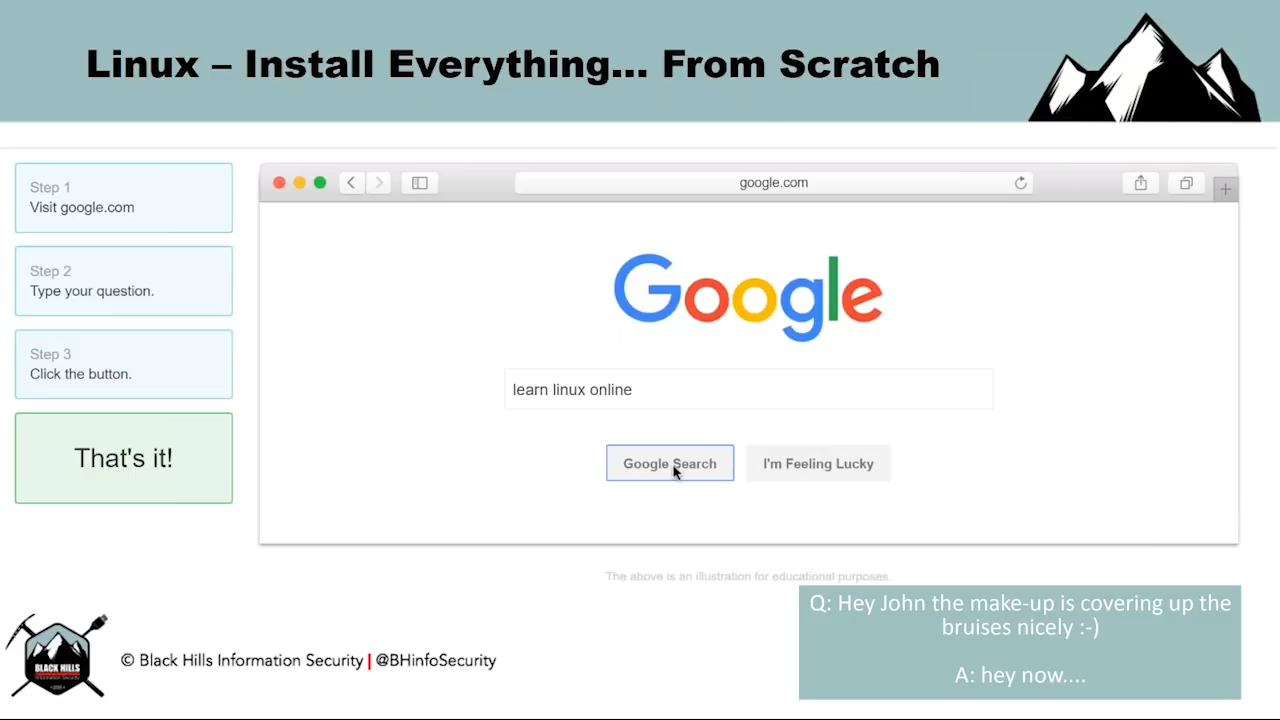 Linux – Install Everything... From Scratch
Step 1
Visit google.com
Step 2
Type your question.
Step 3
Click the button.
That's it!
google.com
Google
learn linux online
Google Search
I'm Feeling Lucky
The above is an illustration for educational purposes.
Q: Hey John the make-up is covering up the
bruises nicely :-)
A: hey now....
BLACK HILLS
Information Security
© Black Hills Information Security | @BHinfoSecurity